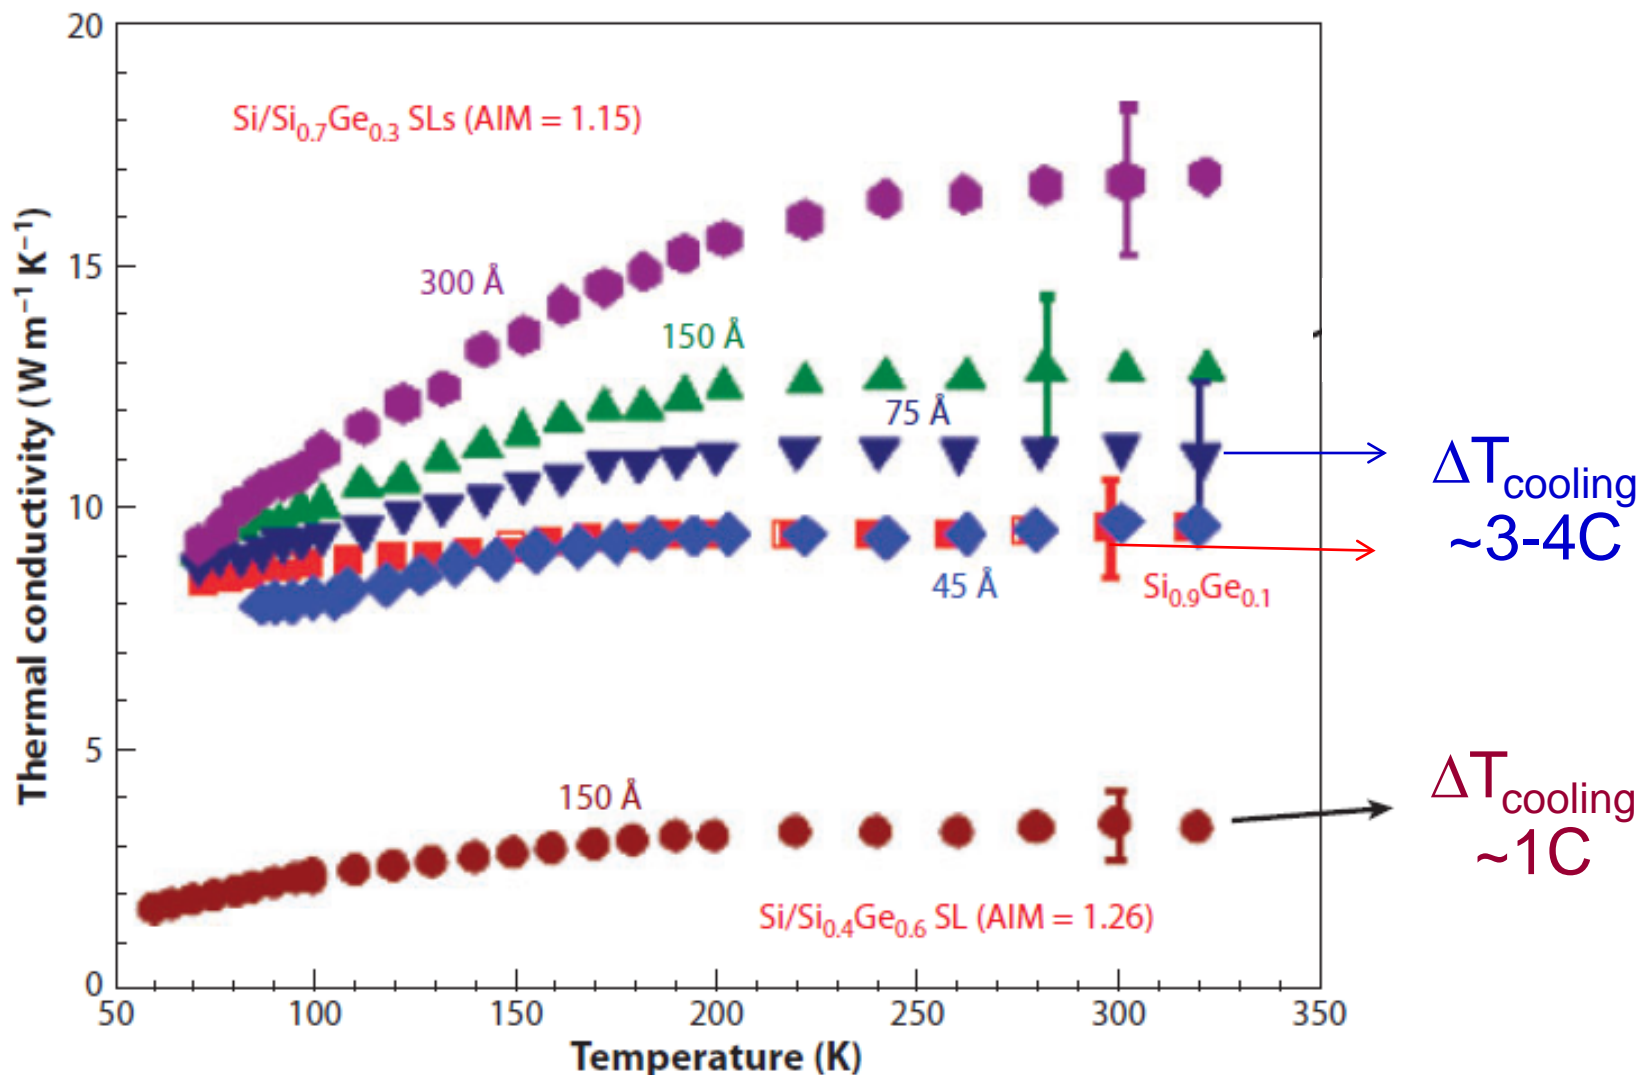 20
15
10
5
0
Thermal conductivity (W m⁻¹ K⁻¹)
Si/Si₀.₇Ge₀.₃ SLs (AIM = 1.15)
300 Å
150 Å
75 Å
45 Å
Si₀.₉Ge₀.₁
150 Å
Si/Si₀.₄Ge₀.₆ SL (AIM = 1.26)
50 100 150 200 250 300 350
Temperature (K)
ΔTcooling
~3-4C
ΔTcooling
~1C